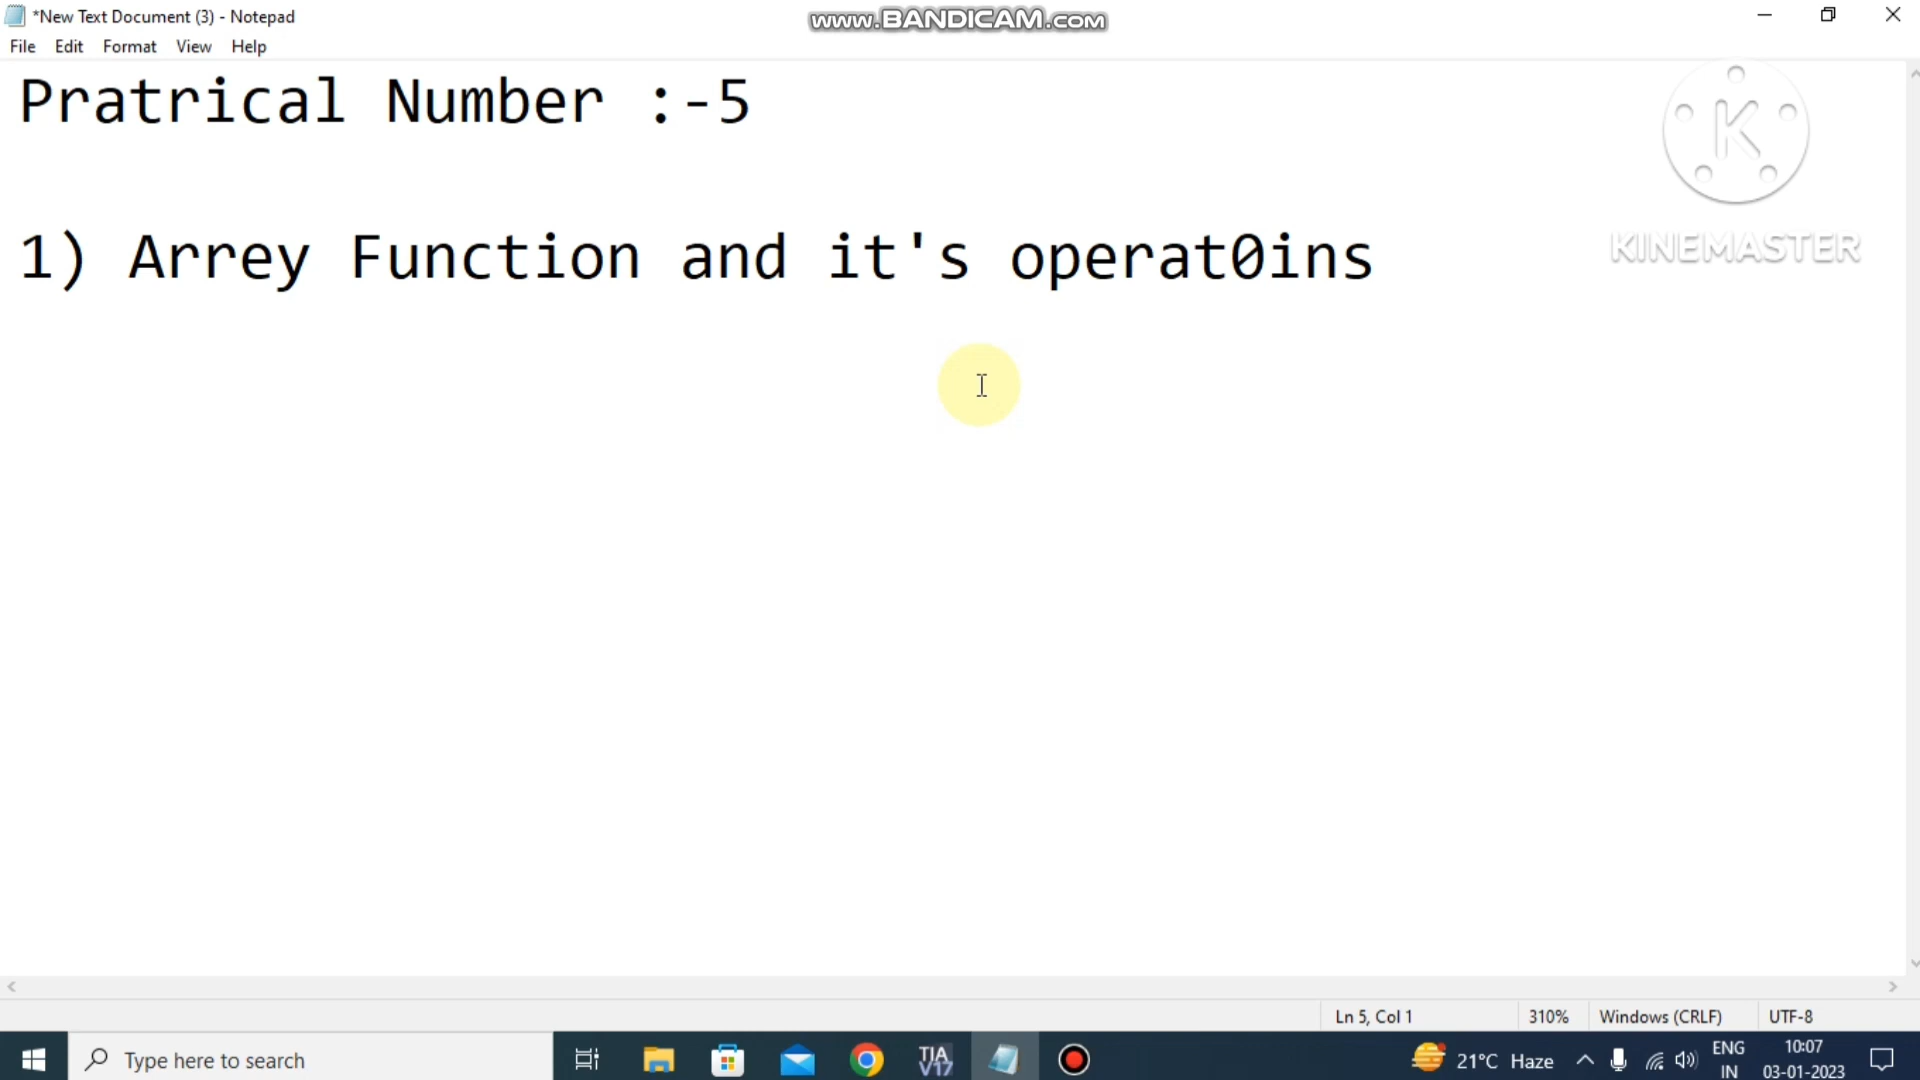 *New Text Document (3) - Notepad
www.BANDICAM.com
File Edit Format View Help
Pratrical Number :-5
K
KINEMASTER
1) Arrey Function and it's operat0ins
Ln 5, Col 1 310% Windows (CRLF) UTF-8
Type here to search
TIA V17
21°C Haze
ENG IN
10:07
03-01-2023